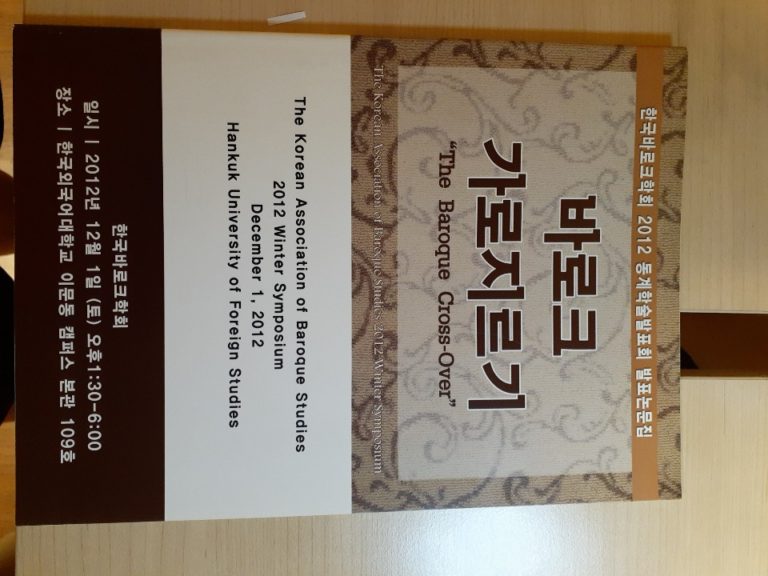 한국바로크학회 2012 동계학술발표회 발표논문집
바로크
가로지르기
“The Baroque Cross-Over”
The Korean Association of Baroque Studies 2012 Winter Symposium
The Korean Association of Baroque Studies
2012 Winter Symposium
December 1, 2012
Hankuk University of Foreign Studies
한국바로크학회
일시 | 2012년 12월 1일 (토) 오후1:30-6:00
장소 | 한국외국어대학교 이문동 캠퍼스 본관 109호